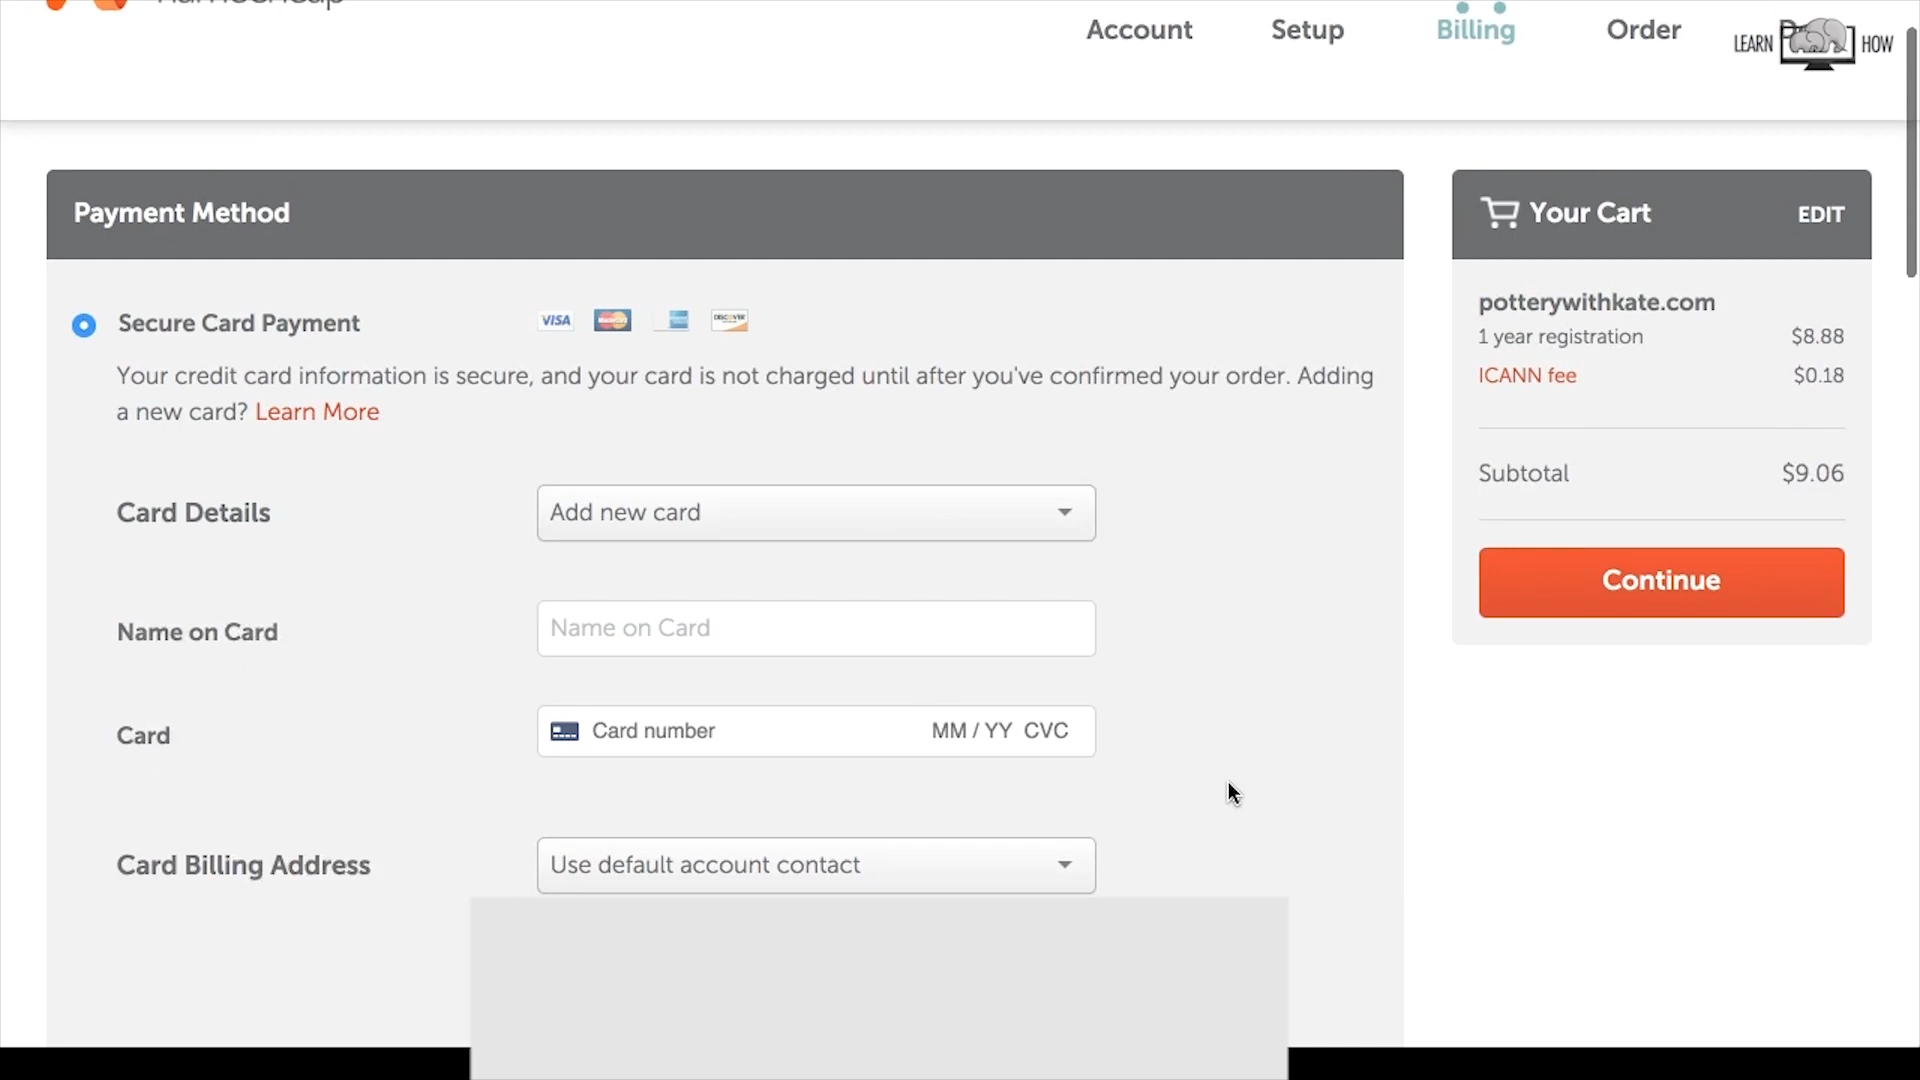 Account Setup Billing Order
LEARN HOW
Payment Method
Secure Card Payment
VISA MasterCard DISCOVER
Your credit card information is secure, and your card is not charged until after you've confirmed your order. Adding
a new card? Learn More
Card Details
Add new card
Name on Card
Name on Card
Card
Card number MM / YY CVC
Card Billing Address
Use default account contact
Your Cart EDIT
potterywithkate.com
1 year registration $8.88
ICANN fee $0.18
Subtotal $9.06
Continue